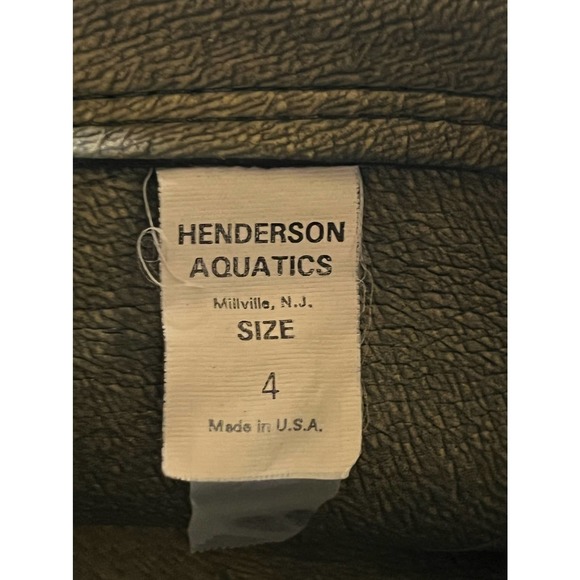 HENDERSON
AQUATICS
Millville, N.J.
SIZE
4
Made in U.S.A.